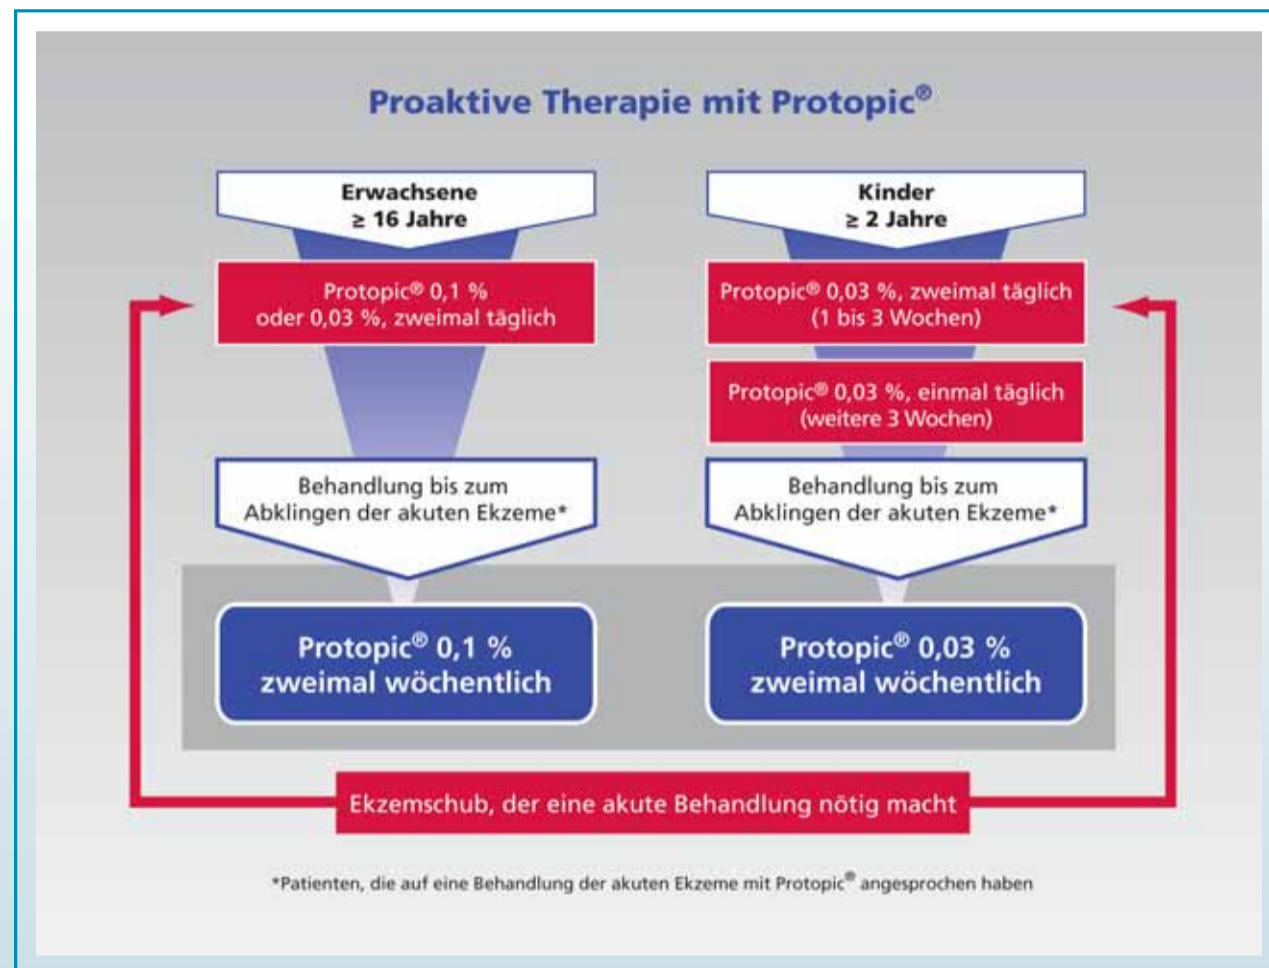 Proaktive Therapie mit Protopic®
Erwachsene
≥ 16 Jahre
Protopic® 0,1 %
oder 0,03 %, zweimal täglich
Behandlung bis zum
Abklingen der akuten Ekzeme*
Protopic® 0,1 %
zweimal wöchentlich
Kinder
≥ 2 Jahre
Protopic® 0,03 %, zweimal täglich
(1 bis 3 Wochen)
Protopic® 0,03 %, einmal täglich
(weitere 3 Wochen)
Behandlung bis zum
Abklingen der akuten Ekzeme*
Protopic® 0,03 %
zweimal wöchentlich
Ekzemschub, der eine akute Behandlung nötig macht
*Patienten, die auf eine Behandlung der akuten Ekzeme mit Protopic® angesprochen haben